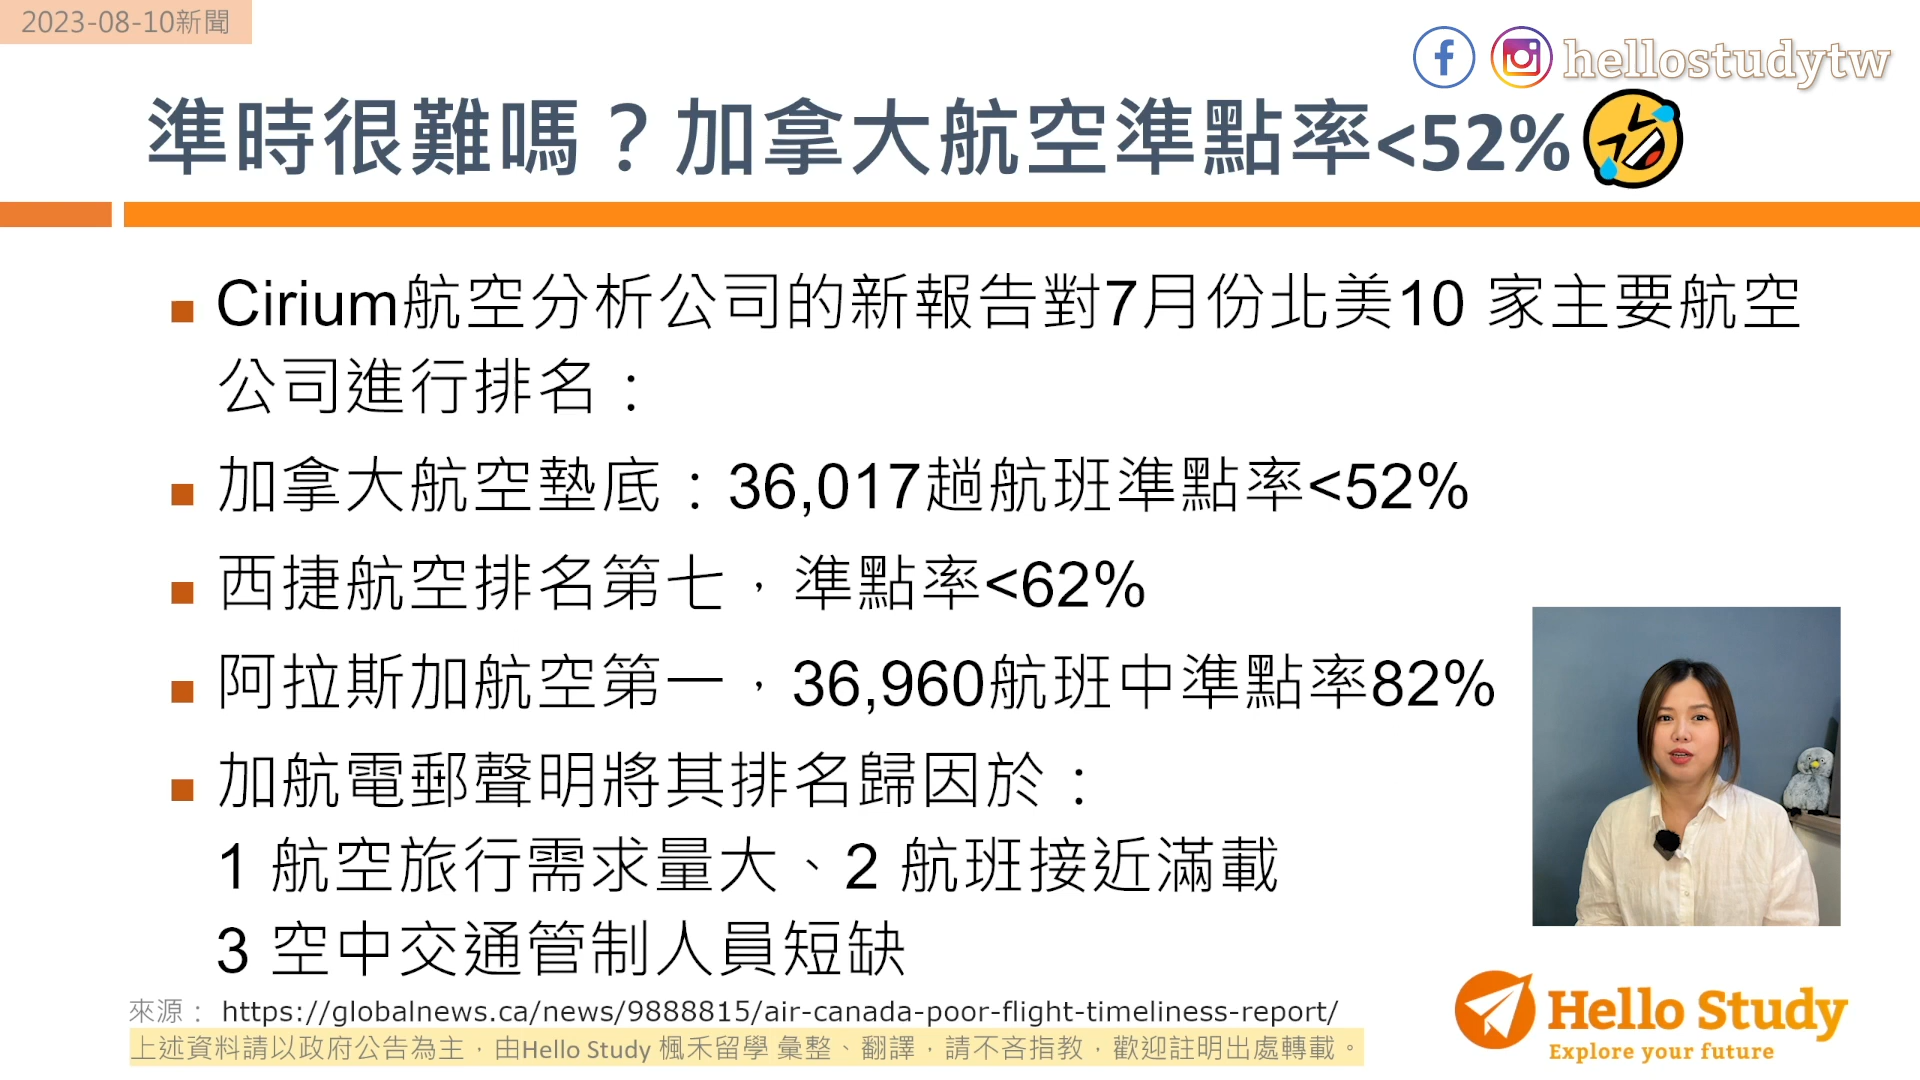 2023-08-10新聞
hellostudytw
準時很難嗎？加拿大航空準點率<52%🤣
Cirium航空分析公司的新報告對7月份北美10 家主要航空
公司進行排名：
加拿大航空墊底：36,017趟航班準點率<52%
西捷航空排名第七，準點率<62%
阿拉斯加航空第一，36,960航班中準點率82%
加航電郵聲明將其排名歸因於：
1 航空旅行需求量大、2 航班接近滿載
3 空中交通管制人員短缺
來源： https://globalnews.ca/news/9888815/air-canada-poor-flight-timeliness-report/
上述資料請以政府公告為主，由Hello Study 楓禾留學 彙整、翻譯，請不吝指教，歡迎註明出處轉載。
Hello Study
Explore your future